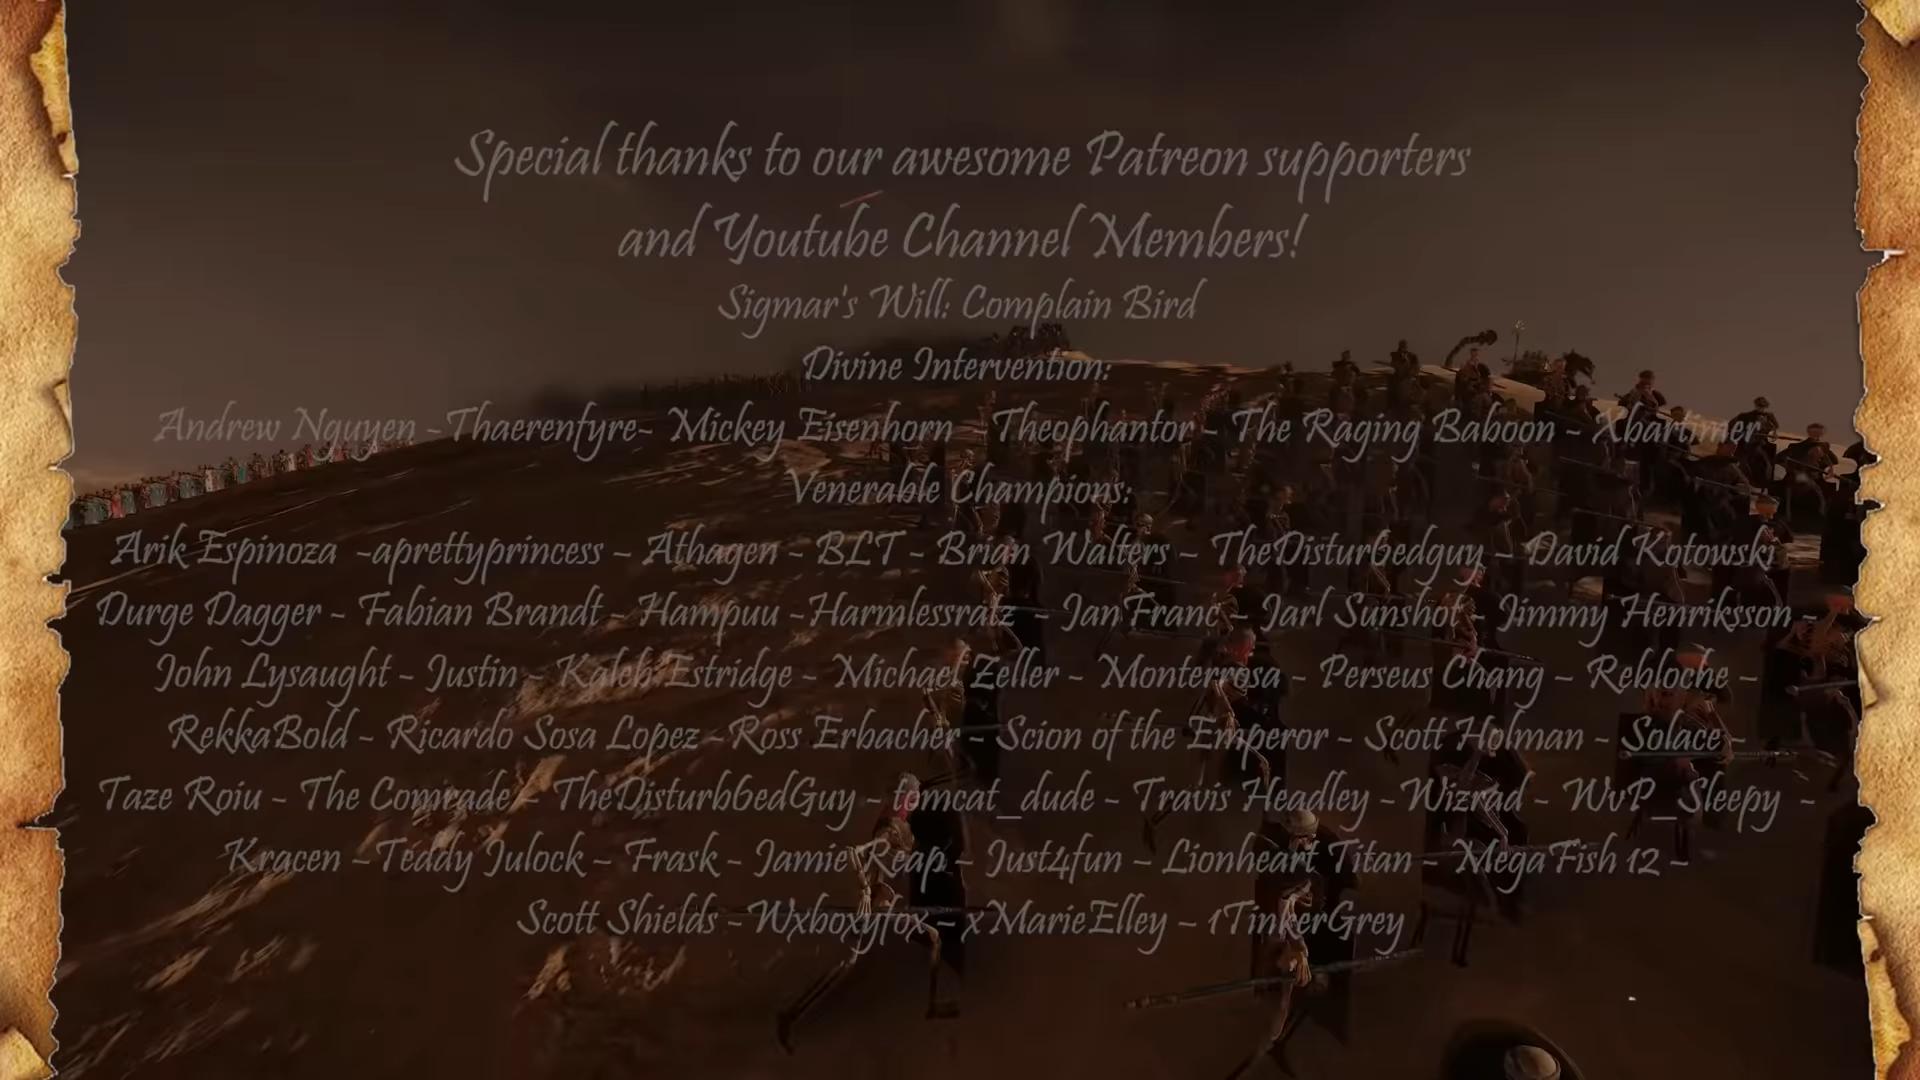 Special thanks to our awesome Patreon supporters
and Youtube Channel Members!
Sigmar's Will: Complain Bird
Divine Intervention:
Andrew Nguyen -Thaerenfyre- Mickey Eisenhorn - Theophantor - The Raging Baboon - Xbartimer
Venerable Champions:
Arik Espinoza -aprettyprincess - Athagen - BLT - Brian Walters - TheDistur6edguy - David Kotowski
Durge Dagger - Fabian Brandt - Hampuu -Harmlessratz - JanFranc - Jarl Sunshot - Jimmy Henriksson -
John Lysaught - Justin - Kaleb Estridge - Michael Zeller - Monterrosa - Perseus Chang - Rebloche -
RekkaBold - Ricardo Sosa Lopez -Ross Erbacher - Scion of the Emperor - Scott Holman - Solace -
Taze Roiu - The Comrade - TheDisturb6edGuy - tomcat_dude - Travis Headley -Wizrad - WvP_Sleepy -
Kracen -Teddy Julock - Frask - Jamie Reap - Just4fun - Lionheart Titan - MegaFish 12 -
Scott Shields -Wxboxyfox - xMarieElley - 1TinkerGrey